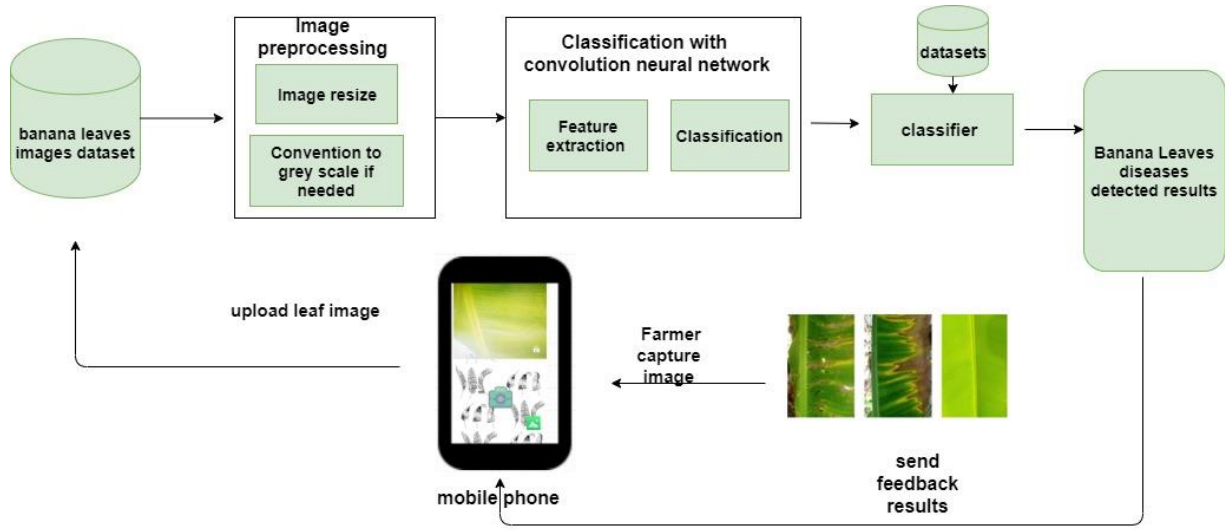 Image
preprocessing
Image resize
Convention to
grey scale if
needed
banana leaves
images dataset
Classification with
convolution neural network
Feature
extraction
Classification
datasets
classifier
Banana Leaves
diseases
detected results
upload leaf image
Farmer
capture
image
send
feedback
results
mobile phone